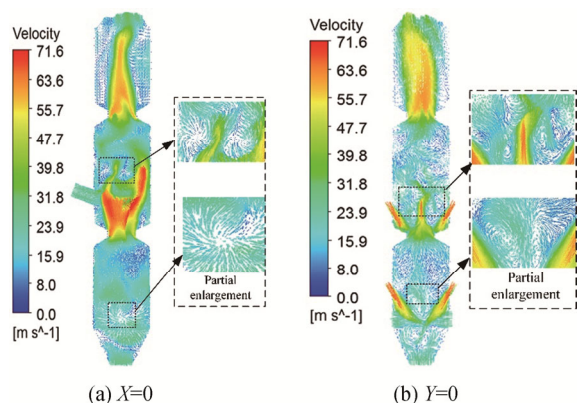 Velocity
71.6
63.6
55.7
47.7
39.8
31.8
23.9
15.9
8.0
0.0
[m s^-1]
Partial
enlargement
(a) X=0
Velocity
71.6
63.6
55.7
47.7
39.8
31.8
23.9
15.9
8.0
0.0
[m s^-1]
Partial
enlargement
(b) Y=0